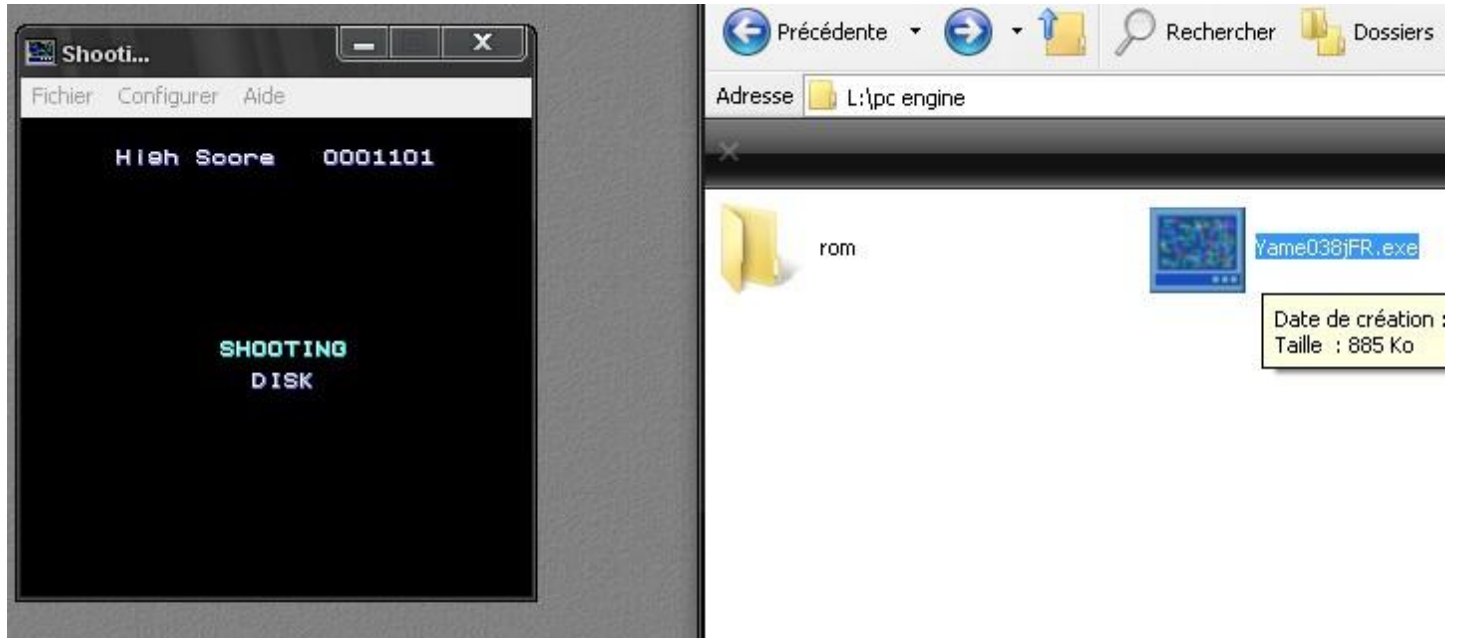 Shooti...
Fichier Configurer Aide
High Score 0001101
SHOOTING
DISK
Précédente Rechercher Dossiers
Adresse L:\pc engine
rom
Yame038jFR.exe
Date de création :
Taille : 885 Ko